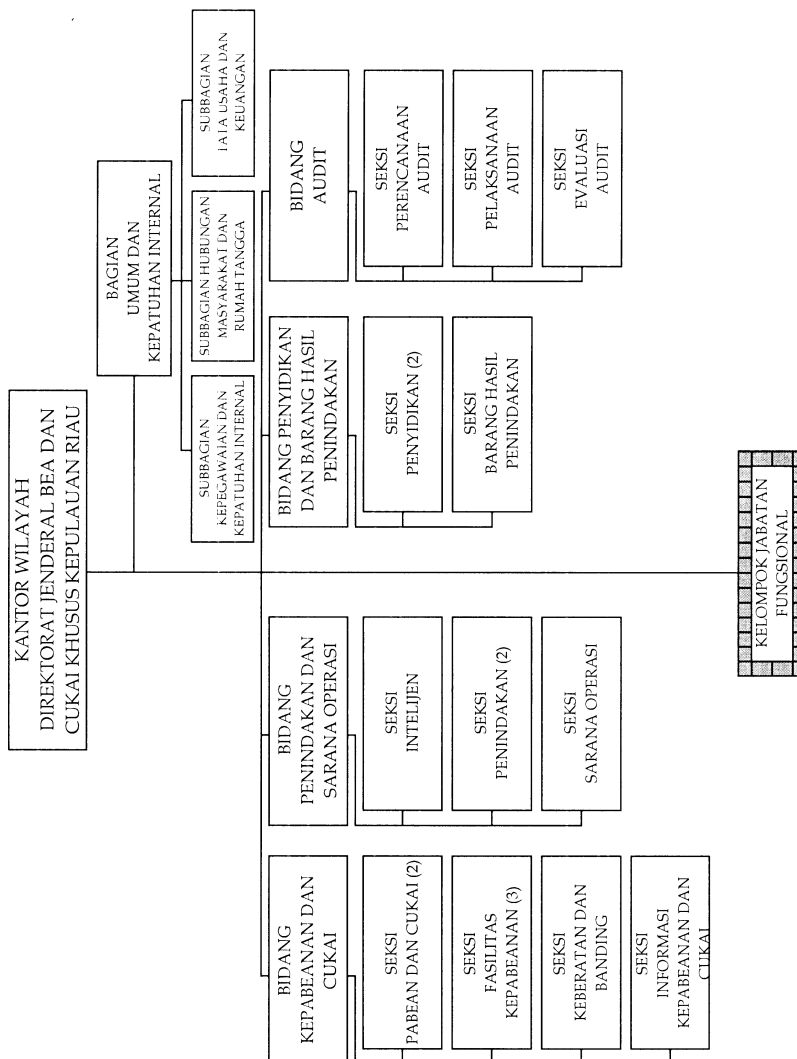 KANTOR WILAYAH
DIREKTORAT JENDERAL BEA DAN
CUKAI KHUSUS KEPULAUAN RIAU
BAGIAN
UMUM DAN
KEPATUHAN INTERNAL
SUBBAGIAN
KEPEGAWAIAN DAN
KEPATUHAN INTERNAL
SUBBAGIAN HUBUNGAN
MASYARAKAT DAN
RUMAH TANGGA
SUBBAGIAN
TATA USAHA DAN
KEUANGAN
BIDANG
KEPABEANAN DAN
CUKAI
SEKSI
PABEAN DAN CUKAI (2)
SEKSI
FASILITAS
KEPABEANAN (3)
SEKSI
KEBERATAN DAN
BANDING
SEKSI
INFORMASI
KEPABEANAN DAN
CUKAI
BIDANG
PENINDAKAN DAN
SARANA OPERASI
SEKSI
INTELIJEN
SEKSI
PENINDAKAN (2)
SEKSI
SARANA OPERASI
BIDANG PENYIDIKAN
DAN BARANG HASIL
PENINDAKAN
SEKSI
PENYIDIKAN (2)
SEKSI
BARANG HASIL
PENINDAKAN
BIDANG
AUDIT
SEKSI
PERENCANAAN
AUDIT
SEKSI
PELAKSANAAN
AUDIT
SEKSI
EVALUASI
AUDIT
KELOMPOK JABATAN
FUNGSIONAL